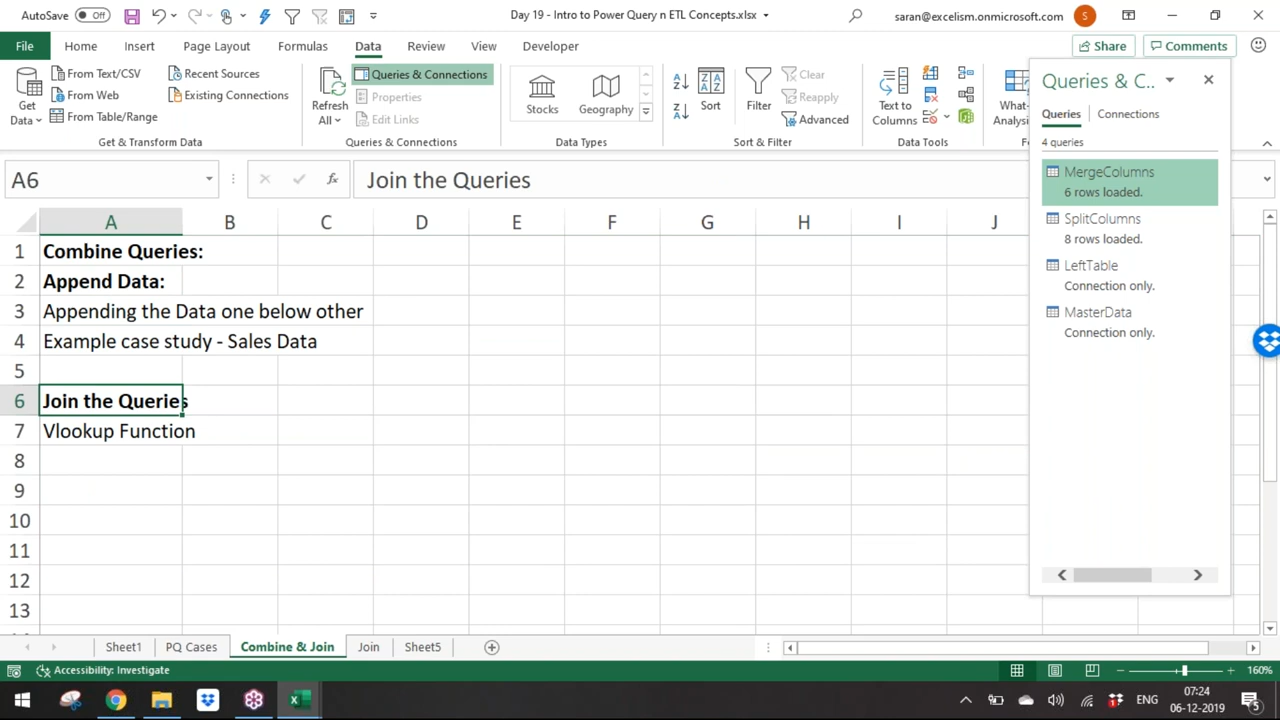 AutoSave Off
Day 19 - Intro to Power Query n ETL Concepts.xlsx
saran@excelism.onmicrosoft.com
S
File Home Insert Page Layout Formulas Data Review View Developer
Share Comments
Get Data
From Text/CSV
From Web
From Table/Range
Recent Sources
Existing Connections
Get & Transform Data
Refresh All
Queries & Connections
Properties
Edit Links
Queries & Connections
Stocks
Geography
Data Types
Sort
Filter
Clear
Reapply
Advanced
Sort & Filter
Text to Columns
Data Tools
What-
Analysi
F
A6
fx
Join the Queries
A B C D E F G H I J
1 Combine Queries:
2 Append Data:
3 Appending the Data one below other
4 Example case study - Sales Data
5
6 Join the Queries
7 Vlookup Function
8
9
10
11
12
13
Queries & C...
Queries Connections
4 queries
MergeColumns
6 rows loaded.
SplitColumns
8 rows loaded.
LeftTable
Connection only.
MasterData
Connection only.
Sheet1 PQ Cases Combine & Join Join Sheet5
Accessibility: Investigate
160%
ENG
07:24
06-12-2019
5